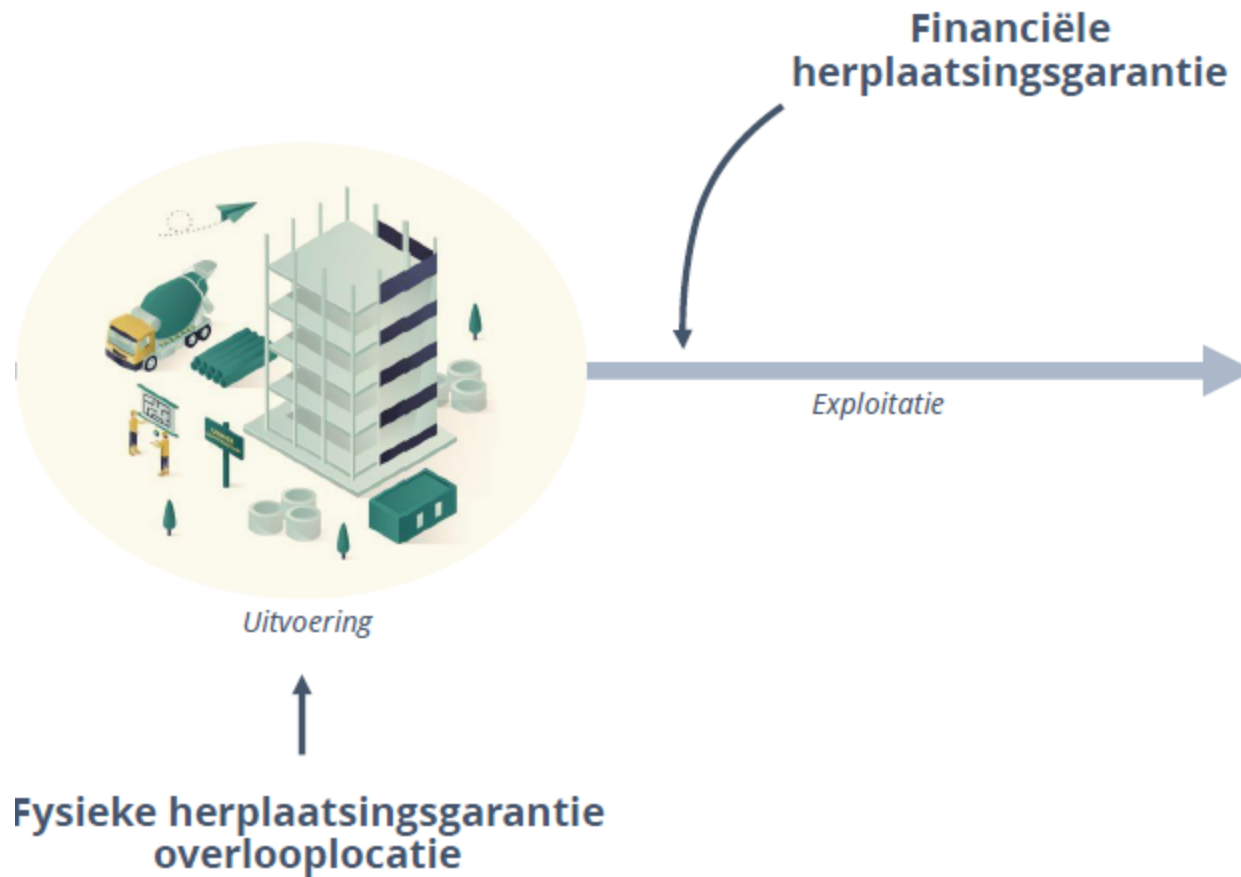 Financiële
herplaatsingsgarantie
Exploitatie
Uitvoering
Fysieke herplaatsingsgarantie
overlooplocatie